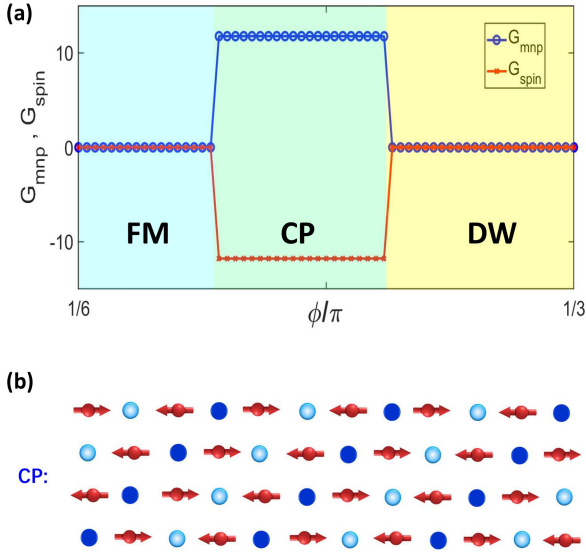 (a)
10
0
-10
G_mnp , G_spin
G_mnp
G_spin
FM
CP
DW
1/6
ϕ/π
1/3
(b)
CP: